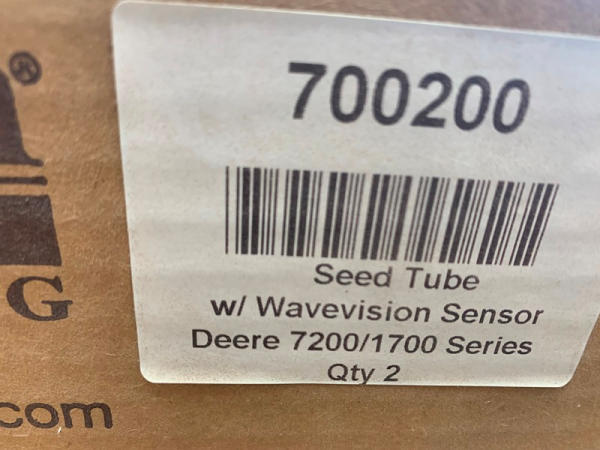 ®
700200
Seed Tube
w/ Wavevision Sensor
Deere 7200/1700 Series
Qty 2
G
.com